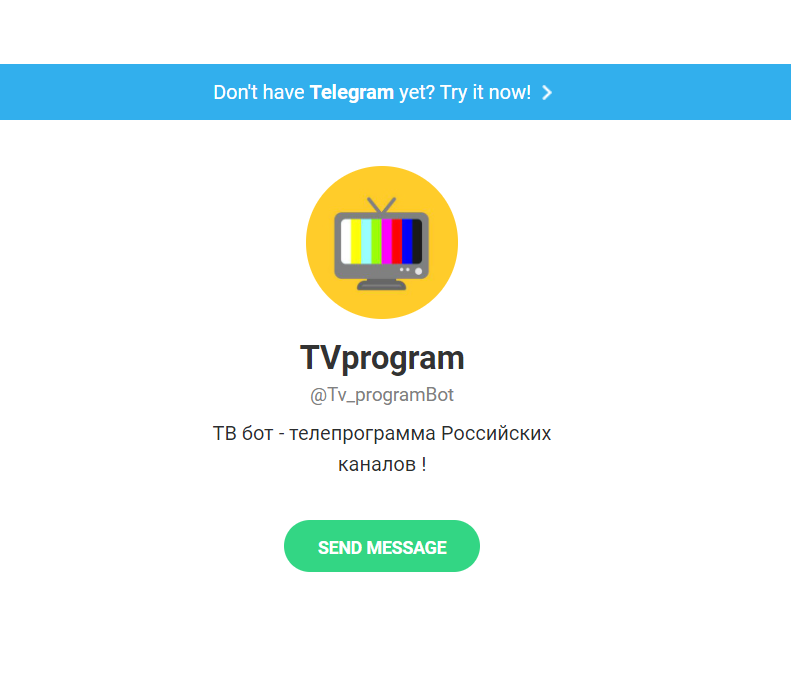 Don't have Telegram yet? Try it now!
TVprogram
@Tv_programBot
ТВ бот - телепрограмма Российских
каналов !
SEND MESSAGE